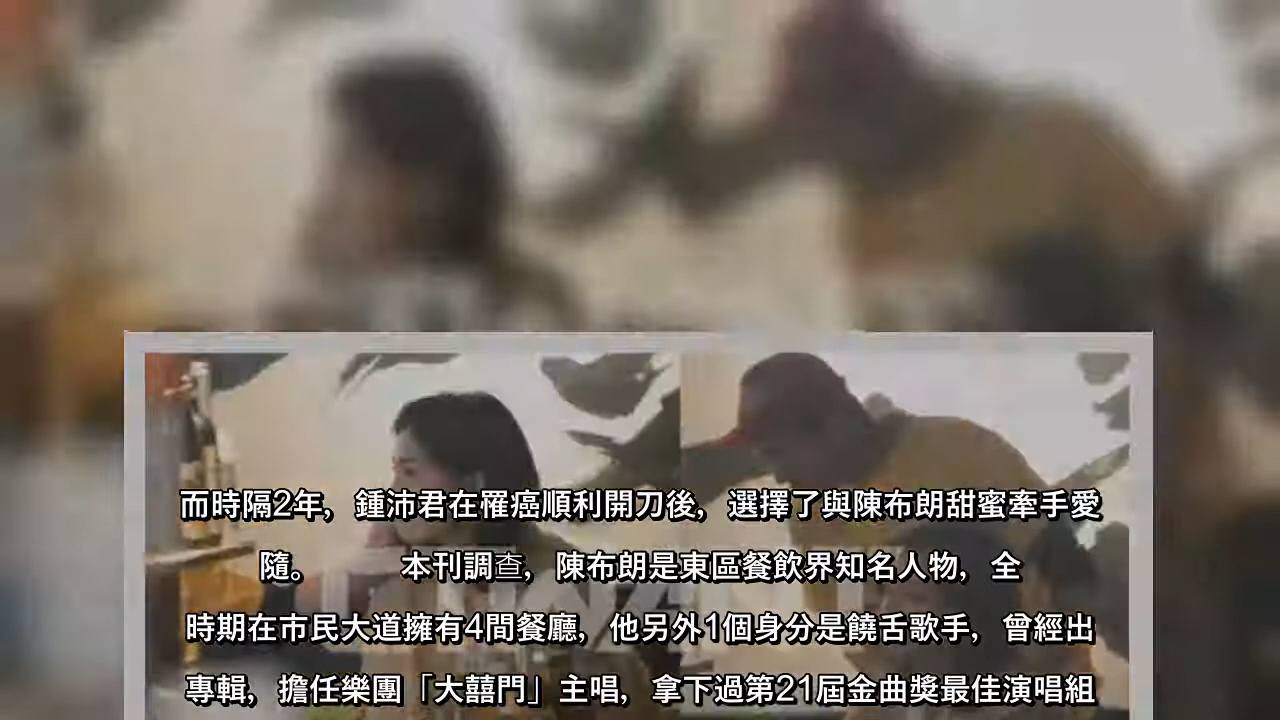 而時隔2年，鍾沛君在罹癌順利開刀後，選擇了與陳布朗甜蜜牽手愛
隨。 本刊調查，陳布朗是東區餐飲界知名人物，全
時期在市民大道擁有4間餐廳，他另外1個身分是饒舌歌手，曾經出
專輯，擔任樂團「大囍門」主唱，拿下過第21屆金曲獎最佳演唱組